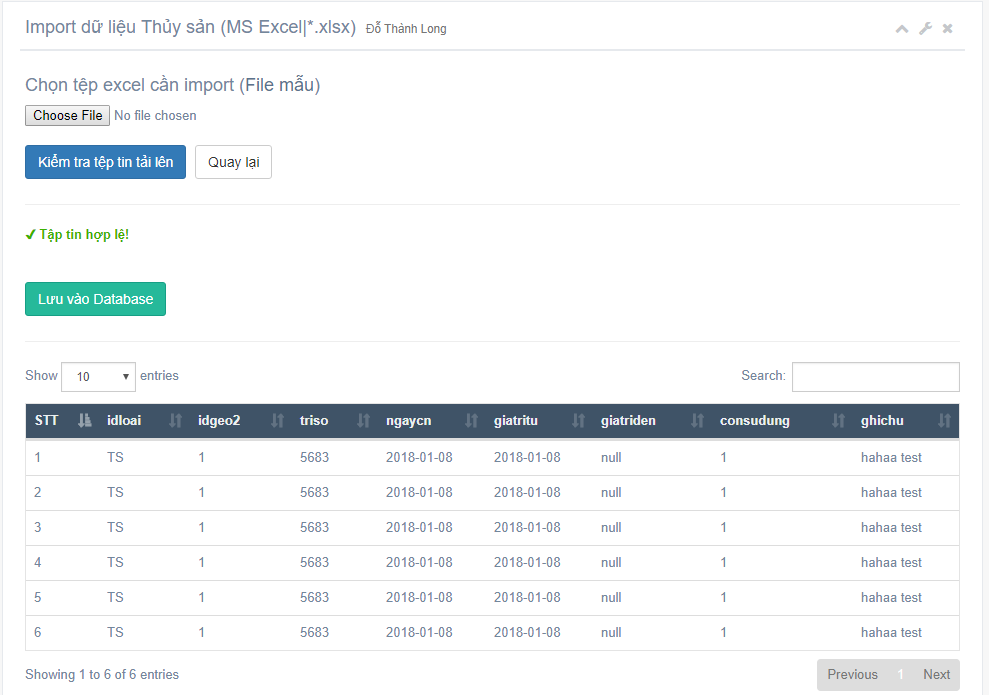 Import dữ liệu Thủy sản (MS Excel|*.xlsx) Đỗ Thành Long
Chọn tệp excel cần import (File mẫu)
Choose File No file chosen
Kiểm tra tệp tin tải lên Quay lại
Tập tin hợp lệ!
Lưu vào Database
Show 10 entries Search:
STT idloai idgeo2 triso ngaycn giatritu giatriden consudung ghichu
1 TS 1 5683 2018-01-08 2018-01-08 null 1 hahaa test
2 TS 1 5683 2018-01-08 2018-01-08 null 1 hahaa test
3 TS 1 5683 2018-01-08 2018-01-08 null 1 hahaa test
4 TS 1 5683 2018-01-08 2018-01-08 null 1 hahaa test
5 TS 1 5683 2018-01-08 2018-01-08 null 1 hahaa test
6 TS 1 5683 2018-01-08 2018-01-08 null 1 hahaa test
Showing 1 to 6 of 6 entries Previous 1 Next